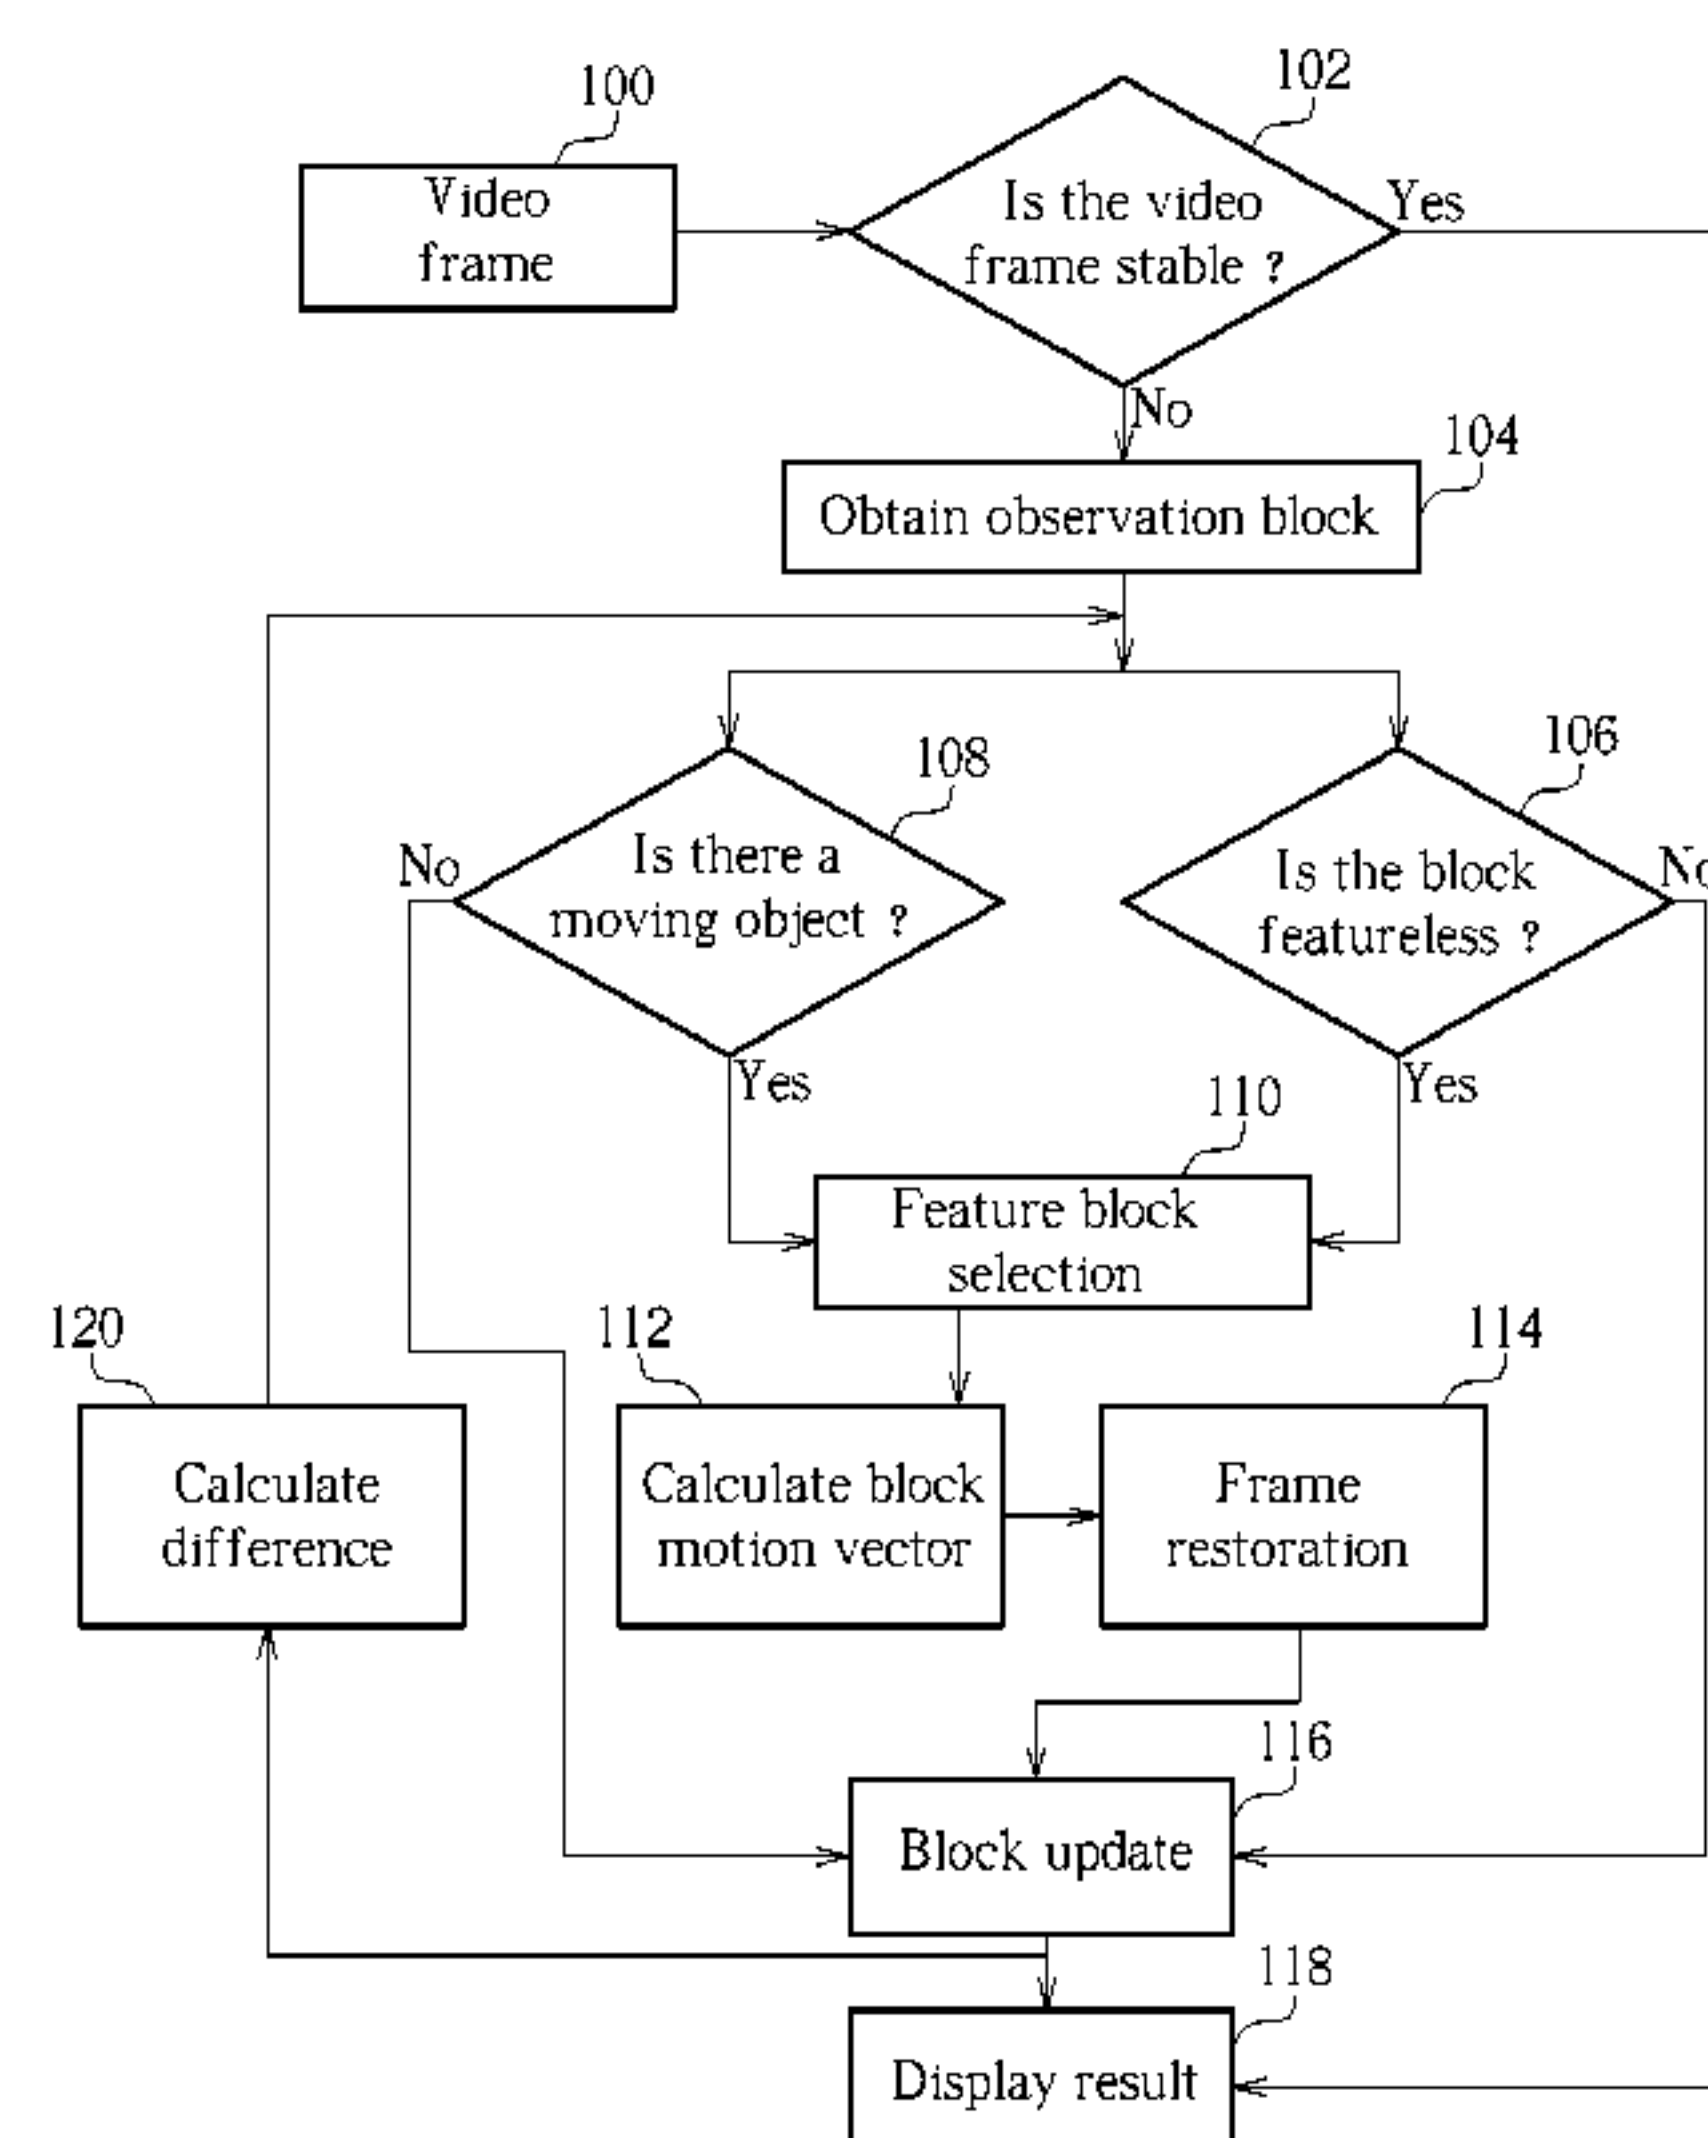 100
102
Video
frame
Is the video
frame stable ?
Yes
No
104
Obtain observation block
108
106
No
Is there a
moving object ?
Is the block
featureless ?
No
Yes
Yes
110
Feature block
selection
120
112
114
Calculate
difference
Calculate block
motion vector
Frame
restoration
116
Block update
118
Display result